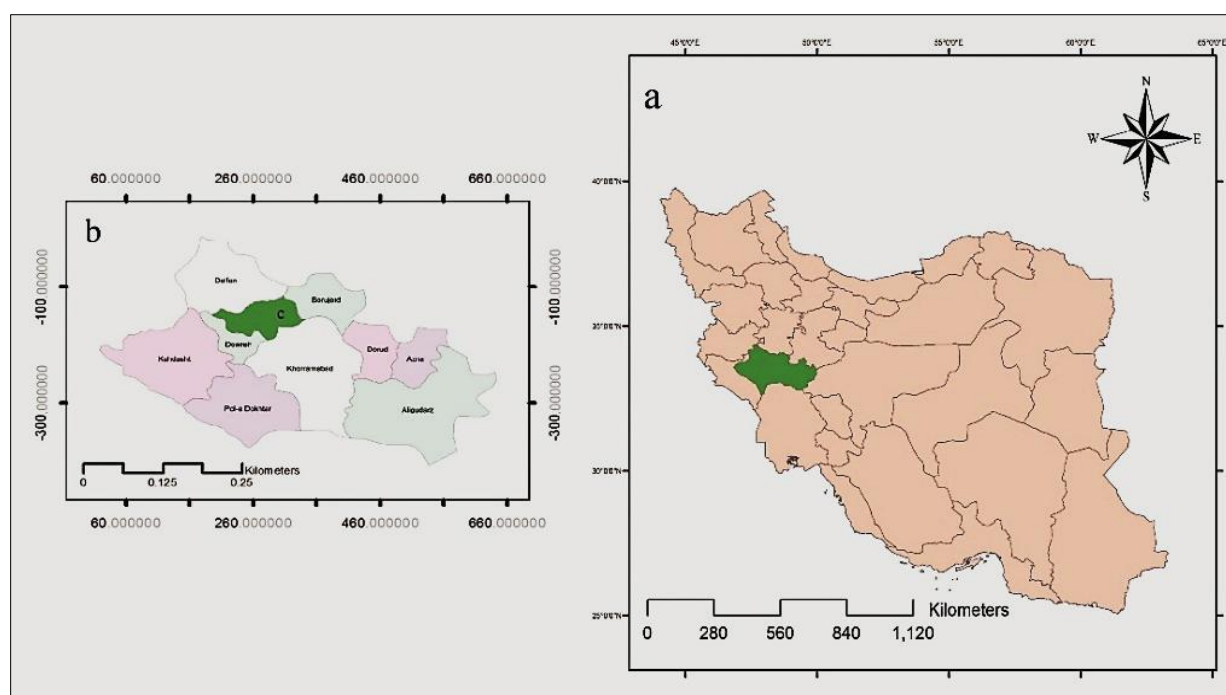 b
60.000000 260.000000 460.000000 660.000000
-100.000000
-300.000000
Delfan
Borujerd
C
Dowreh
Kuhdasht
Khorramabad
Dorud
Azna
Pol-e Dokhtar
Aligudarz
-100.000000
-300.000000
Kilometers
0 0.125 0.25
60.000000 260.000000 460.000000 660.000000
45°0'0"E 50°0'0"E 55°0'0"E 60°0'0"E 65°0'0"E
a
N
W E
S
40°0'0"N
35°0'0"N
30°0'0"N
25°0'0"N
Kilometers
0 280 560 840 1,120